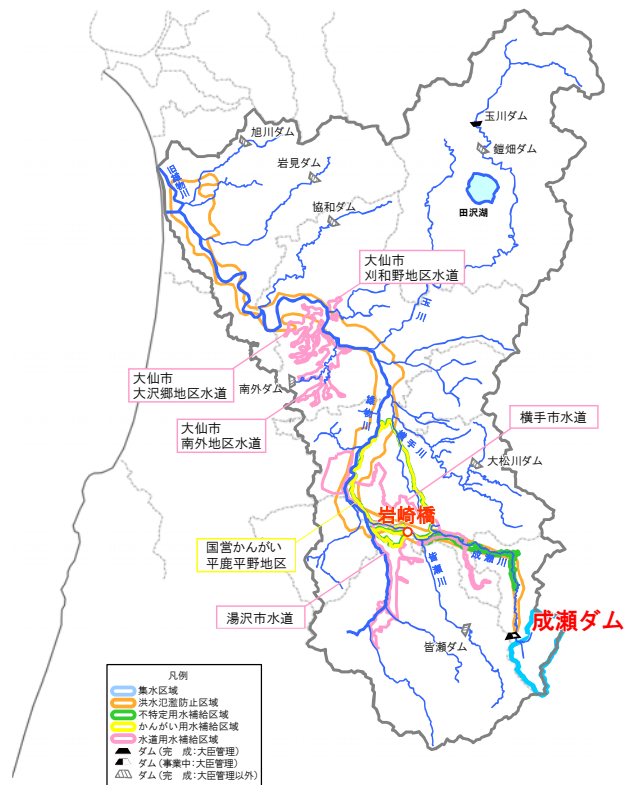 玉川ダム
旭川ダム
鎧畑ダム
岩見ダム
田沢湖
協和ダム
大仙市
刈和野地区水道
玉川
大仙市
大沢郷地区水道
南外ダム
大仙市
南外地区水道
横手市水道
横手川
大松川ダム
岩崎橋
国営かんがい
平鹿平野地区
成瀬川
皆瀬川
湯沢市水道
成瀬ダム
皆瀬ダム
凡例
集水区域
洪水氾濫防止区域
不特定用水補給区域
かんがい用水補給区域
水道用水補給区域
ダム(完 成:大臣管理)
ダム(事業中:大臣管理)
ダム(完 成:大臣管理以外)